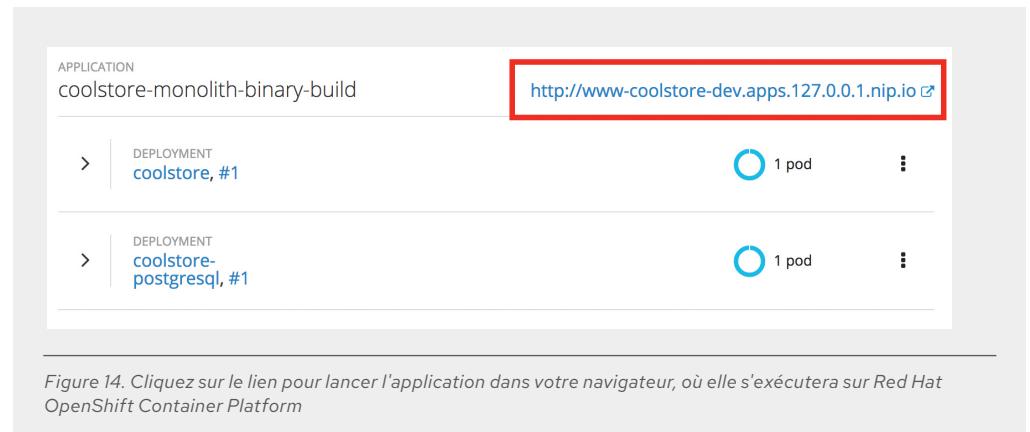 APPLICATION
coolstore-monolith-binary-build
http://www-coolstore-dev.apps.127.0.0.1.nip.io
DEPLOYMENT
coolstore, #1
1 pod
DEPLOYMENT
coolstore-
postgresql, #1
1 pod
Figure 14. Cliquez sur le lien pour lancer l'application dans votre navigateur, où elle s'exécutera sur Red Hat
OpenShift Container Platform